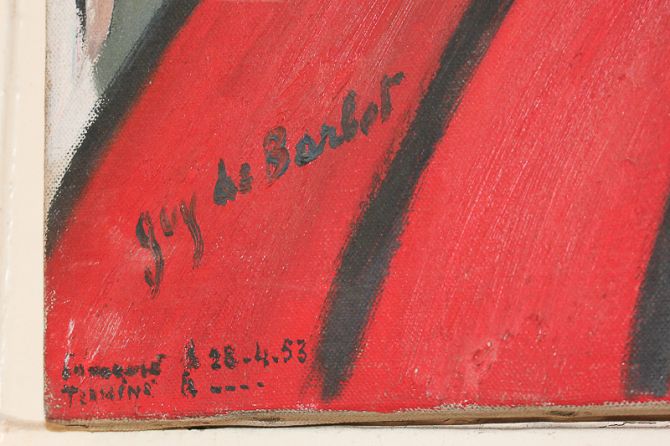 Guy de Barbot
Commencé le 28-4-53
Terminé le ----